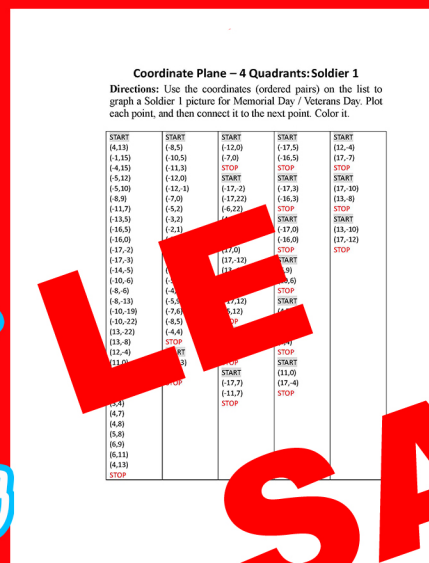 Coordinate Plane – 4 Quadrants: Soldier 1
Directions: Use the coordinates (ordered pairs) on the list to
graph a Soldier 1 picture for Memorial Day / Veterans Day. Plot
each point, and then connect it to the next point. Color it.
START
(4,13)
(-1,15)
(-4,15)
(-5,12)
(-5,10)
(-8,9)
(-11,7)
(-13,5)
(-16,5)
(-16,0)
(-17,-2)
(-17,-3)
(-14,-5)
(-10,-6)
(-8,-6)
(-8,-13)
(-10,-19)
(-10,-22)
(13,-22)
(13,-8)
(12,-4)
(11,0)
(4,7)
(4,8)
(5,8)
(6,9)
(6,11)
(4,13)
STOP
START
(-8,5)
(-10,5)
(-11,3)
(-12,0)
(-12,-1)
(-7,0)
(-5,2)
(-3,2)
(-2,1)
(-7,6)
(-8,5)
(-4,4)
STOP
START
(-12,0)
(-7,0)
STOP
START
(-17,-2)
(-17,22)
(-6,22)
(17,-12)
START
(-17,7)
(-11,7)
STOP
START
(-17,5)
(-16,5)
STOP
START
(-17,3)
(-16,3)
STOP
START
(-17,0)
(-16,0)
STOP
START
STOP
START
STOP
START
(11,0)
(17,-4)
STOP
START
(12,-4)
(17,-7)
STOP
START
(17,-10)
(13,-8)
STOP
START
(13,-10)
(17,-12)
STOP
LE
SA